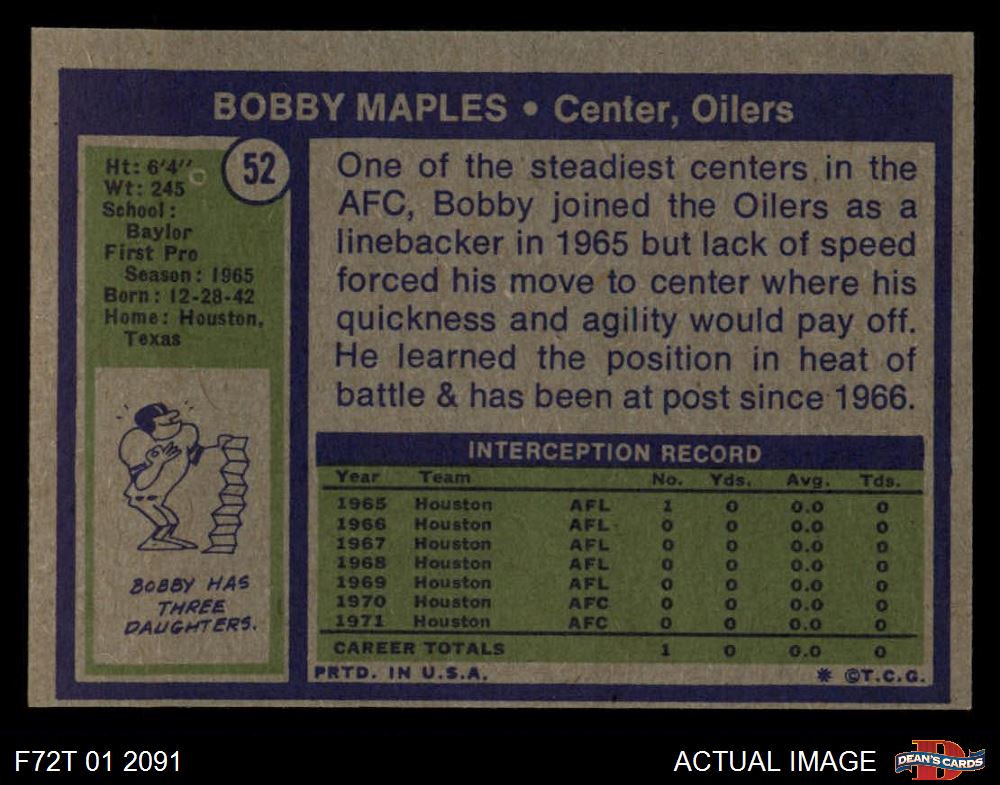 BOBBY MAPLES • Center, Oilers
52
Ht: 6'4"
Wt: 245
School:
Baylor
First Pro
Season: 1965
Born: 12-28-42
Home: Houston,
Texas
BOBBY HAS
THREE
DAUGHTERS.
One of the steadiest centers in the
AFC, Bobby joined the Oilers as a
linebacker in 1965 but lack of speed
forced his move to center where his
quickness and agility would pay off.
He learned the position in heat of
battle & has been at post since 1966.
INTERCEPTION RECORD
Year Team No. Yds. Avg. Tds.
1965 Houston AFL 1 0 0.0 0
1966 Houston AFL 0 0 0.0 0
1967 Houston AFL 0 0 0.0 0
1968 Houston AFL 0 0 0.0 0
1969 Houston AFL 0 0 0.0 0
1970 Houston AFC 0 0 0.0 0
1971 Houston AFC 0 0 0.0 0
CAREER TOTALS 1 0 0.0 0
PRTD. IN U.S.A. * ©T.C.G.
F72T 01 2091 ACTUAL IMAGE DEAN'S CARDS